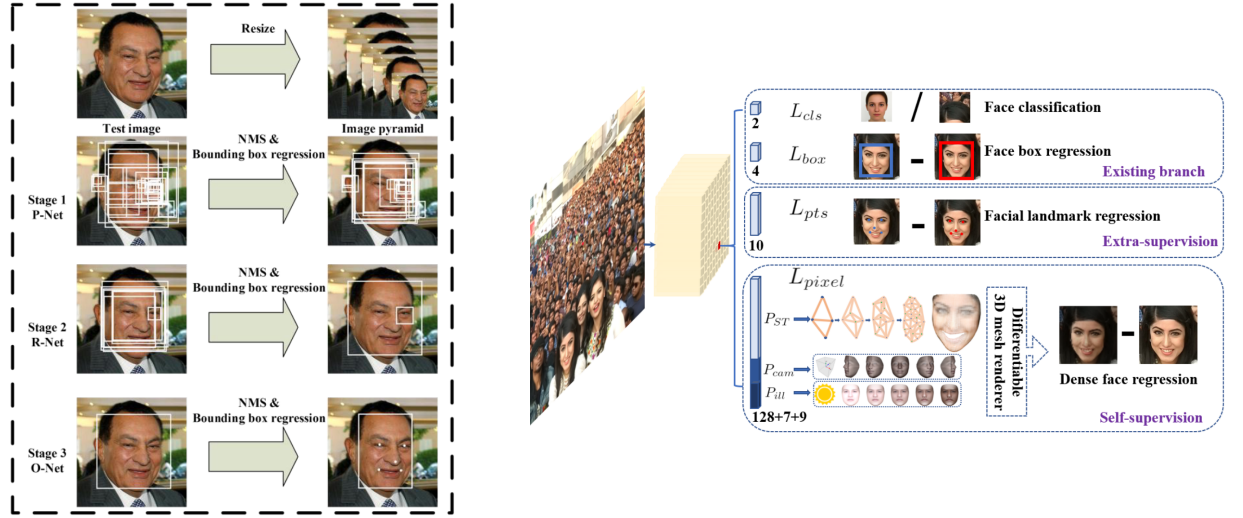 Resize
Test image
Image pyramid
NMS &
Bounding box regression
Stage 1
P-Net
NMS &
Bounding box regression
Stage 2
R-Net
NMS &
Bounding box regression
Stage 3
O-Net
2
L_cls
/
Face classification
4
L_box
-
Face box regression
Existing branch
10
L_pts
-
Facial landmark regression
Extra-supervision
L_pixel
P_ST
P_cam
P_ill
128+7+9
Differentiable
3D mesh renderer
-
Dense face regression
Self-supervision